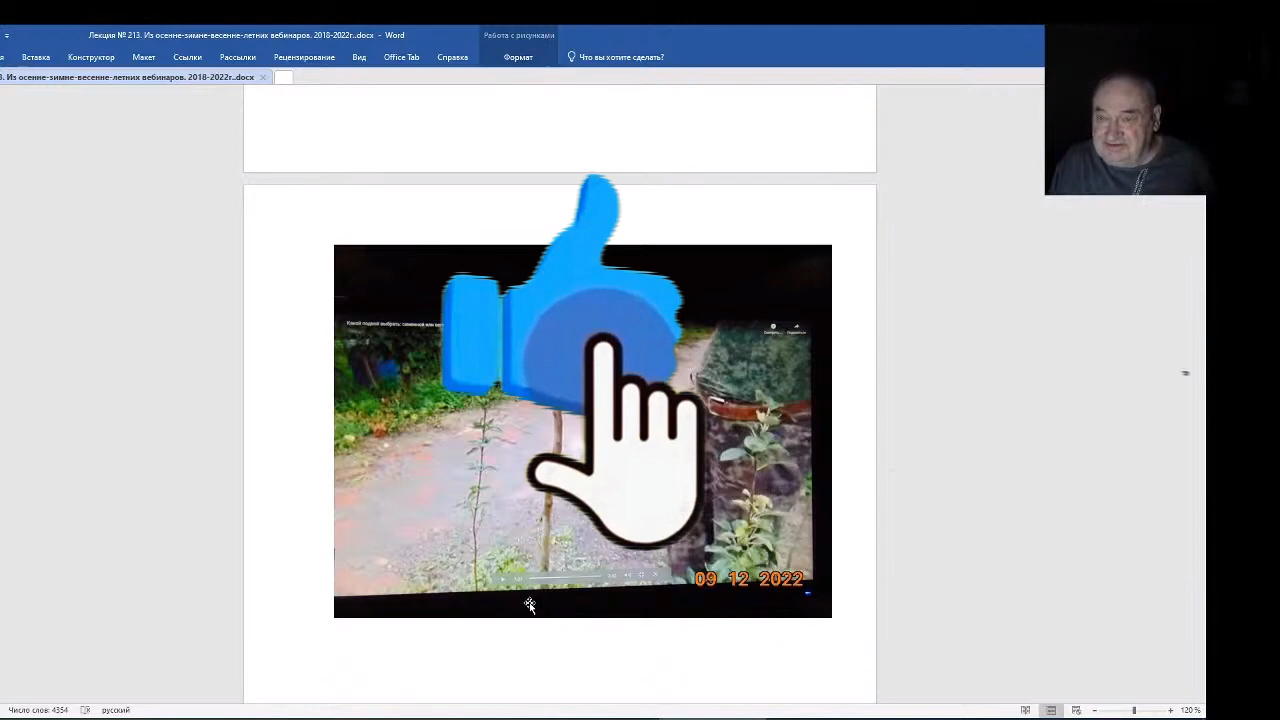 Лекция № 213. Из осенне-зимне-весенне-летних вебинаров. 2018-2022г..docx - Word
Работа с рисунками
Вставка Конструктор Макет Ссылки Рассылки Рецензирование Вид Office Tab Справка Формат Что вы хотите сделать?
3. Из осенне-зимне-весенне-летних вебинаров. 2018-2022г..docx
Какой подвой выбрать: семенной или
09 12 2022
Число слов: 4354 русский 120 %